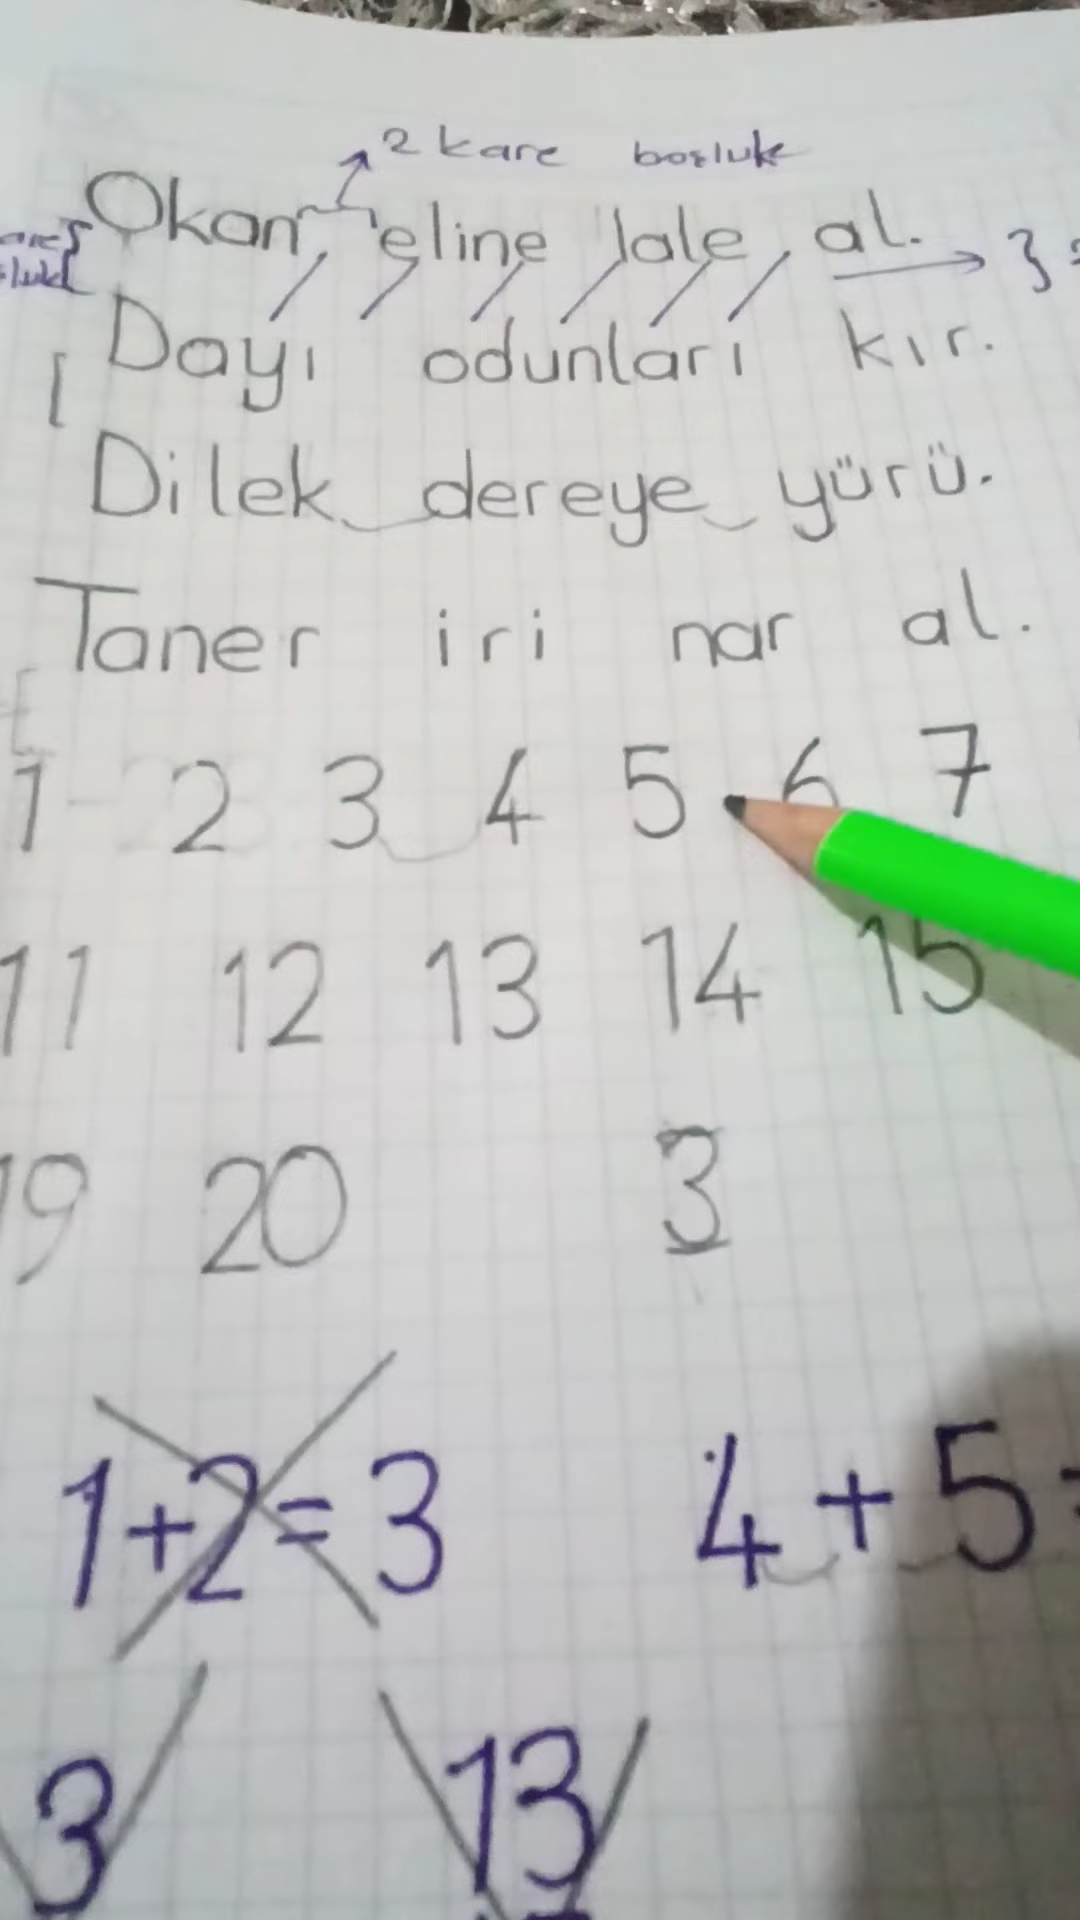 2 kare boşluk
Okan eline lale al.
Dayı odunları kır.
Dilek dereye yürü.
Taner iri nar al.
1 2 3 4 5 6 7
11 12 13 14 15
19 20 3
1+2=3 4+5=
3 13